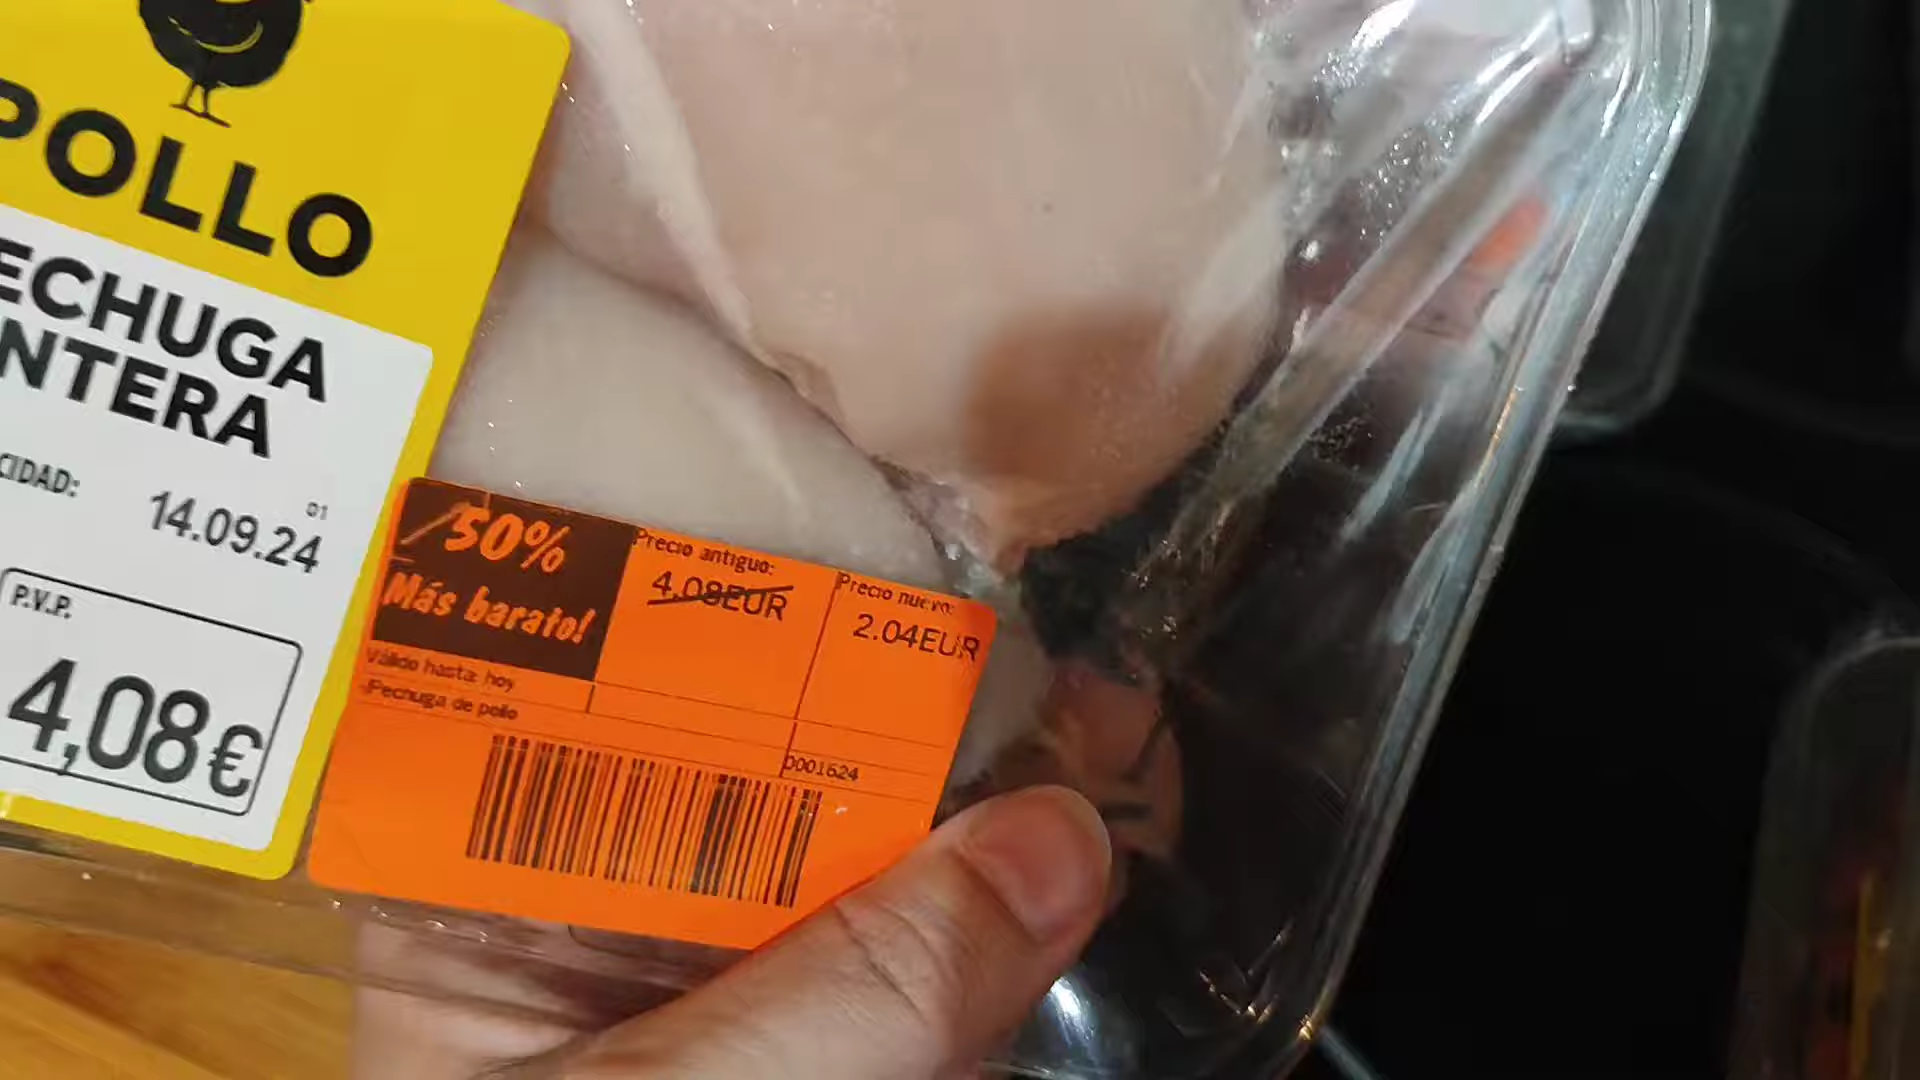 POLLO
ECHUGA
NTERA
CIDAD:
01
14.09.24
P.V.P.
4,08€
50%
Más barato!
Precio antiguo:
4.08EUR
Precio nuevo:
2.04EUR
Válido hasta: hoy
Pechuga de pollo
0001624